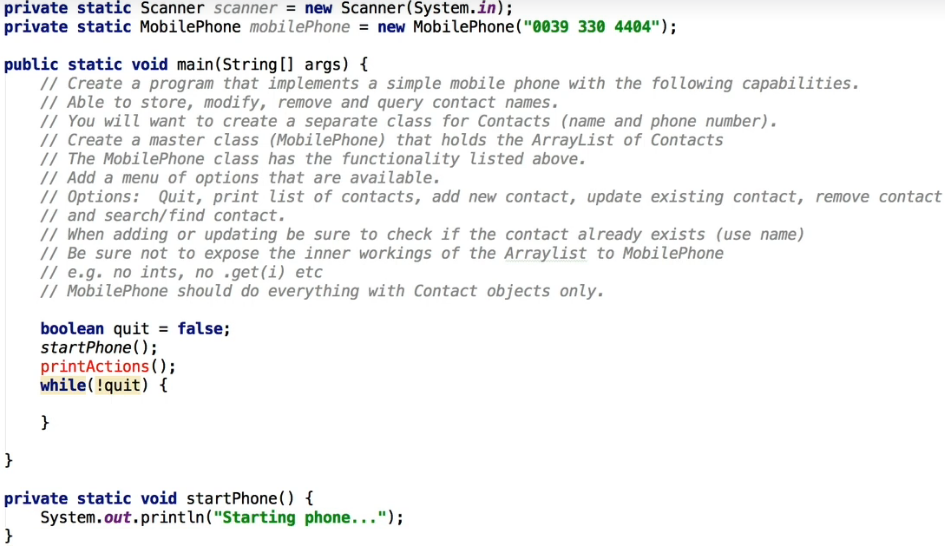 private static Scanner scanner = new Scanner(System.in);
private static MobilePhone mobilePhone = new MobilePhone("0039 330 4404");
public static void main(String[] args) {
// Create a program that implements a simple mobile phone with the following capabilities.
// Able to store, modify, remove and query contact names.
// You will want to create a separate class for Contacts (name and phone number).
// Create a master class (MobilePhone) that holds the ArrayList of Contacts
// The MobilePhone class has the functionality listed above.
// Add a menu of options that are available.
// Options:  Quit, print list of contacts, add new contact, update existing contact, remove contact
// and search/find contact.
// When adding or updating be sure to check if the contact already exists (use name)
// Be sure not to expose the inner workings of the Arraylist to MobilePhone
// e.g. no ints, no .get(i) etc
// MobilePhone should do everything with Contact objects only.
boolean quit = false;
startPhone();
printActions();
while(!quit) {
}
}
private static void startPhone() {
System.out.println("Starting phone...");
}